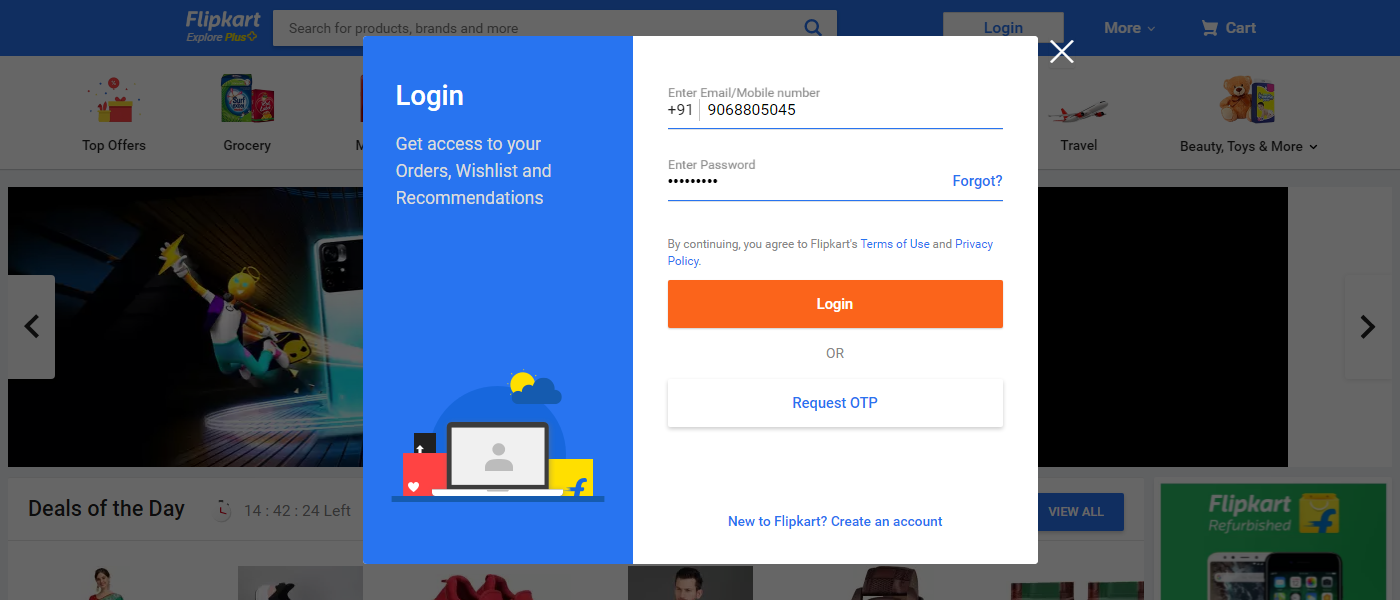 Flipkart
Explore Plus
Search for products, brands and more
Login
More
Cart
Top Offers
Grocery
M
Travel
Beauty, Toys & More
Login
Get access to your
Orders, Wishlist and
Recommendations
Enter Email/Mobile number
+91 9068805045
Enter Password
Forgot?
By continuing, you agree to Flipkart's Terms of Use and Privacy
Policy.
Login
OR
Request OTP
New to Flipkart? Create an account
Deals of the Day
14 : 42 : 24 Left
VIEW ALL
Flipkart
Refurbished